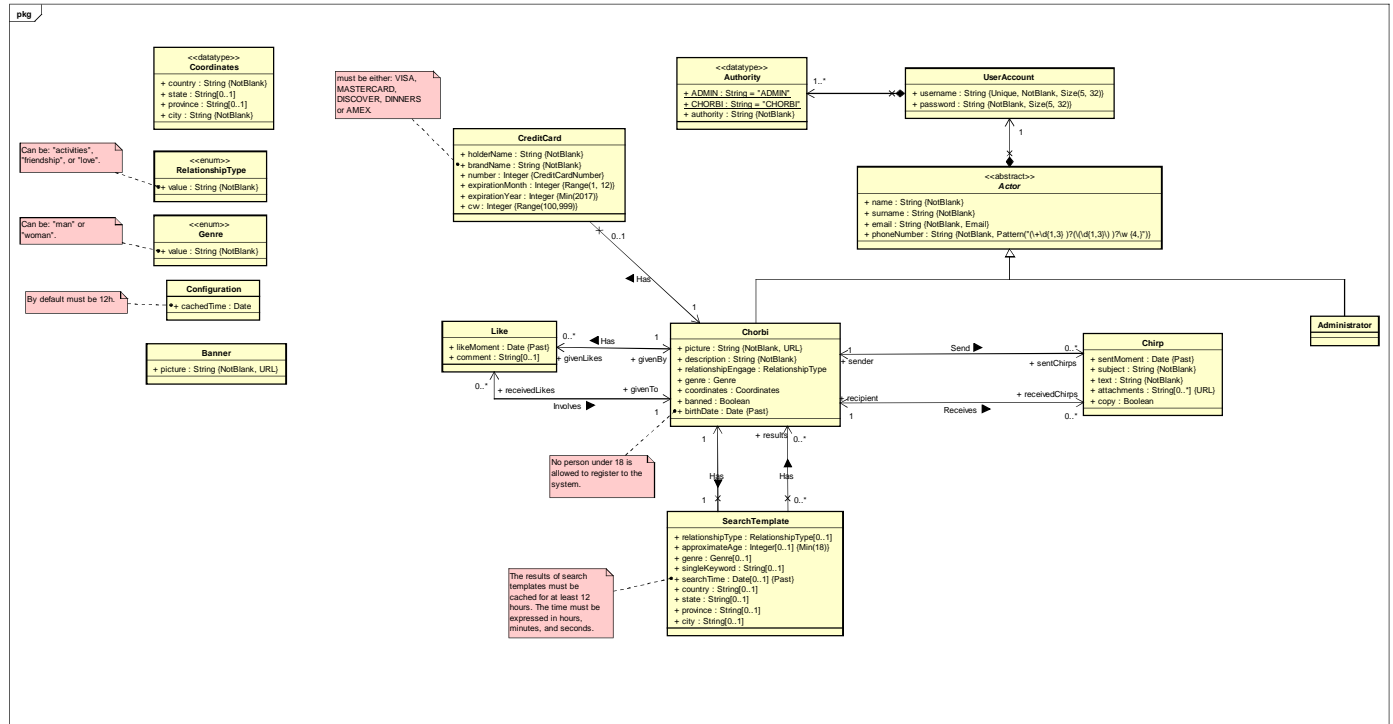 pkg
<<datatype>>
Coordinates
+ country : String {NotBlank}
+ state : String[0..1]
+ province : String[0..1]
+ city : String {NotBlank}
Can be: "activities",
"friendship", or "love".
<<enum>>
RelationshipType
+ value : String {NotBlank}
Can be: "man" or
"woman".
<<enum>>
Genre
+ value : String {NotBlank}
By default must be 12h.
Configuration
+ cachedTime : Date
Banner
+ picture : String {NotBlank, URL}
must be either: VISA,
MASTERCARD,
DISCOVER, DINNERS
or AMEX.
CreditCard
+ holderName : String {NotBlank}
+ brandName : String {NotBlank}
+ number : Integer {CreditCardNumber}
+ expirationMonth : Integer {Range(1, 12)}
+ expirationYear : Integer {Min(2017)}
+ cvv : Integer {Range(100,999)}
0..1
Has
1
<<datatype>>
Authority
+ ADMIN : String = "ADMIN"
+ CHORBI : String = "CHORBI"
+ authority : String {NotBlank}
1..*
UserAccount
+ username : String {Unique, NotBlank, Size(5, 32)}
+ password : String {NotBlank, Size(5, 32)}
1
<<abstract>>
Actor
+ name : String {NotBlank}
+ surname : String {NotBlank}
+ email : String {NotBlank, Email}
+ phoneNumber : String {NotBlank, Pattern("(\+\d{1,3} )?(\(\d{1,3}\) )?\w {4,}")}
Administrator
Like
+ likeMoment : Date {Past}
+ comment : String[0..1]
0..*
Has
1
+ givenLikes
+ givenBy
0..*
+ receivedLikes
+ givenTo
Involves
1
Chorbi
+ picture : String {NotBlank, URL}
+ description : String {NotBlank}
+ relationshipEngage : RelationshipType
+ genre : Genre
+ coordinates : Coordinates
+ banned : Boolean
+ birthDate : Date {Past}
1
Send
0..*
+ sender
+ sentChirps
+ recipient
+ receivedChirps
1
Receives
0..*
Chirp
+ sentMoment : Date {Past}
+ subject : String {NotBlank}
+ text : String {NotBlank}
+ attachments : String[0..*] {URL}
+ copy : Boolean
No person under 18 is
allowed to register to the
system.
1
+ results
0..*
Has
Has
1
0..*
SearchTemplate
+ relationshipType : RelationshipType[0..1]
+ approximateAge : Integer[0..1] {Min(18)}
+ genre : Genre[0..1]
+ singleKeyword : String[0..1]
+ searchTime : Date[0..1] {Past}
+ country : String[0..1]
+ state : String[0..1]
+ province : String[0..1]
+ city : String[0..1]
The results of search
templates must be
cached for at least 12
hours. The time must be
expressed in hours,
minutes, and seconds.